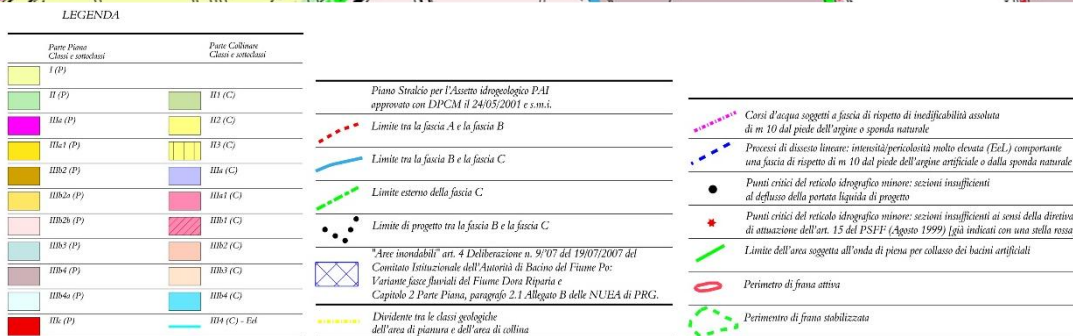 LEGENDA
Parte Piana
Classi e sottoclassi
I (P)
II (P)
IIIa (P)
IIIa1 (P)
IIIb2 (P)
IIIb2a (P)
IIIb2b (P)
IIIb3 (P)
IIIb4 (P)
IIIb4a (P)
IIIc (P)
Parte Collinare
Classi e sottoclassi
II1 (C)
II2 (C)
II3 (C)
IIIa (C)
IIIa1 (C)
IIIb1 (C)
IIIb2 (C)
IIIb3 (C)
IIIb4 (C)
III4 (C) - Eel
Piano Stralcio per l'Assetto idrogeologico PAI
approvato con DPCM il 24/05/2001 e s.m.i.
Limite tra la fascia A e la fascia B
Limite tra la fascia B e la fascia C
Limite esterno della fascia C
Limite di progetto tra la fascia B e la fascia C
"Aree inondabili" art. 4 Deliberazione n. 9/'07 del 19/07/2007 del
Comitato Istituzionale dell'Autorità di Bacino del Fiume Po:
Variante fasce fluviali del Fiume Dora Riparia e
Capitolo 2 Parte Piana, paragrafo 2.1 Allegato B delle NUEA di PRG.
Dividente tra le classi geologiche
dell'area di pianura e dell'area di collina
Corsi d'acqua soggetti a fascia di rispetto di inedificabilità assoluta
di m 10 dal piede dell'argine o sponda naturale
Processi di dissesto lineare: intensità/pericolosità molto elevata (EeL) comportante
una fascia di rispetto di m 10 dal piede dell'argine artificiale o dalla sponda naturale
Punti critici del reticolo idrografico minore: sezioni insufficienti
al deflusso della portata liquida di progetto
Punti critici del reticolo idrografico minore: sezioni insufficienti ai sensi della diretiva
di attuazione dell'art. 15 del PSFF (Agosto 1999) [già indicati con una stella rossa
Limite dell'area soggetta all'onda di piena per collasso dei bacini artificiali
Perimetro di frana attiva
Perimentro di frana stabilizzata